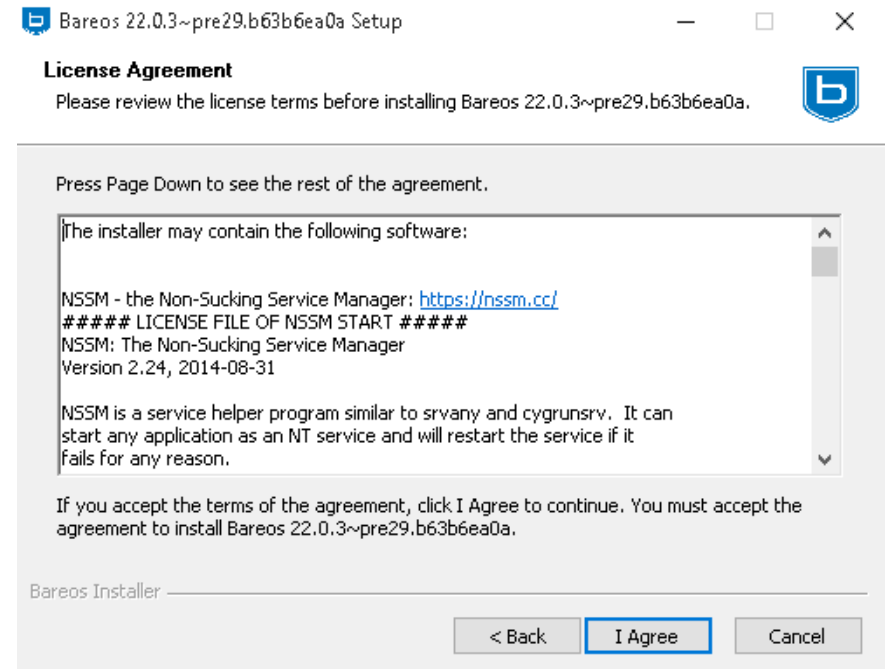 Bareos 22.0.3~pre29.b63b6ea0a Setup
License Agreement
Please review the license terms before installing Bareos 22.0.3~pre29.b63b6ea0a.
Press Page Down to see the rest of the agreement.
The installer may contain the following software:
NSSM - the Non-Sucking Service Manager: https://nssm.cc/
##### LICENSE FILE OF NSSM START #####
NSSM: The Non-Sucking Service Manager
Version 2.24, 2014-08-31
NSSM is a service helper program similar to srvany and cygrunsrv.  It can
start any application as an NT service and will restart the service if it
fails for any reason.
If you accept the terms of the agreement, click I Agree to continue. You must accept the
agreement to install Bareos 22.0.3~pre29.b63b6ea0a.
Bareos Installer
< Back
I Agree
Cancel